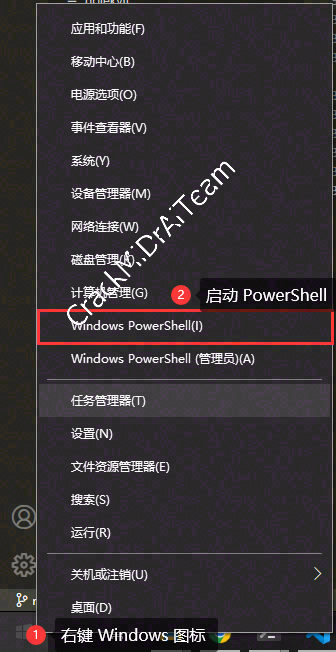 应用和功能(F)
移动中心(B)
电源选项(O)
事件查看器(V)
系统(Y)
设备管理器(M)
网络连接(W)
磁盘管理(K)
计算机管理(G)
2 启动 PowerShell
Windows PowerShell(I)
Windows PowerShell (管理员)(A)
任务管理器(T)
设置(N)
文件资源管理器(E)
搜索(S)
运行(R)
关机或注销(U)
桌面(D)
1 右键 Windows 图标
CrackMiDrAiTeam